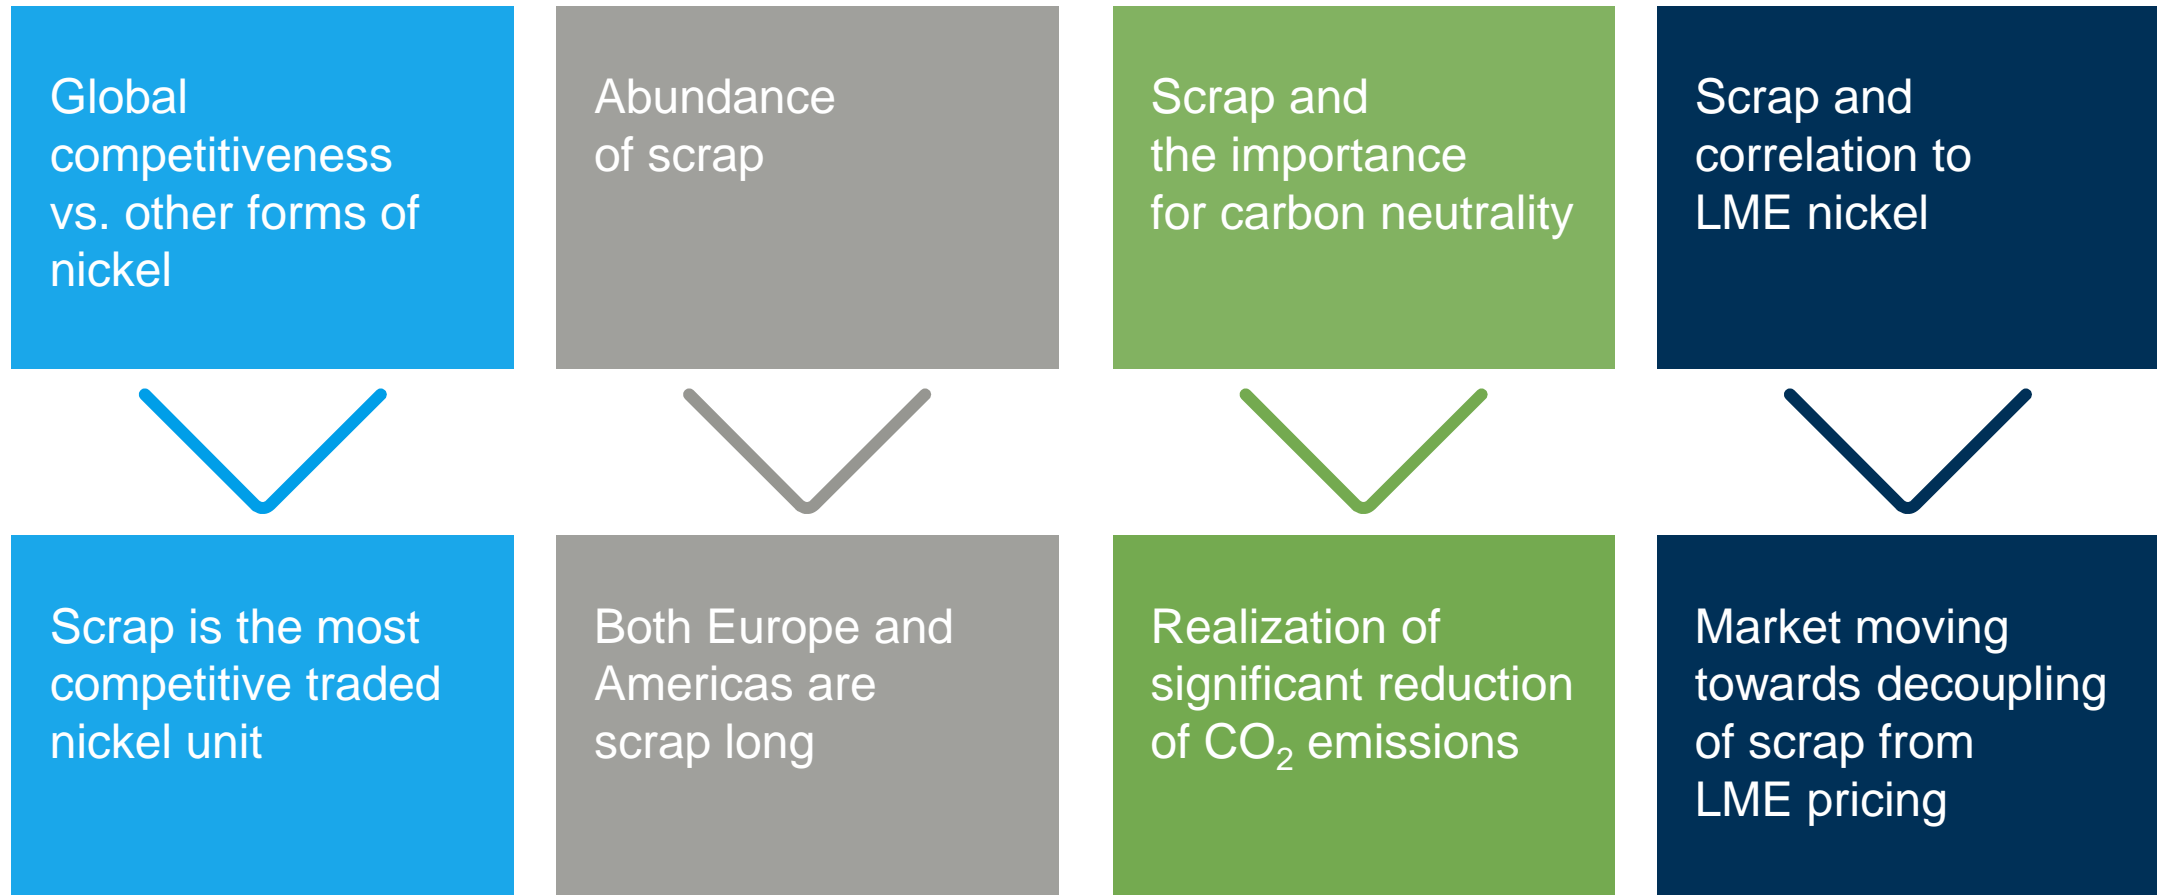 Global
competitiveness
vs. other forms of
nickel
Abundance
of scrap
Scrap and
the importance
for carbon neutrality
Scrap and
correlation to
LME nickel
Scrap is the most
competitive traded
nickel unit
Both Europe and
Americas are
scrap long
Realization of
significant reduction
of CO₂ emissions
Market moving
towards decoupling
of scrap from
LME pricing